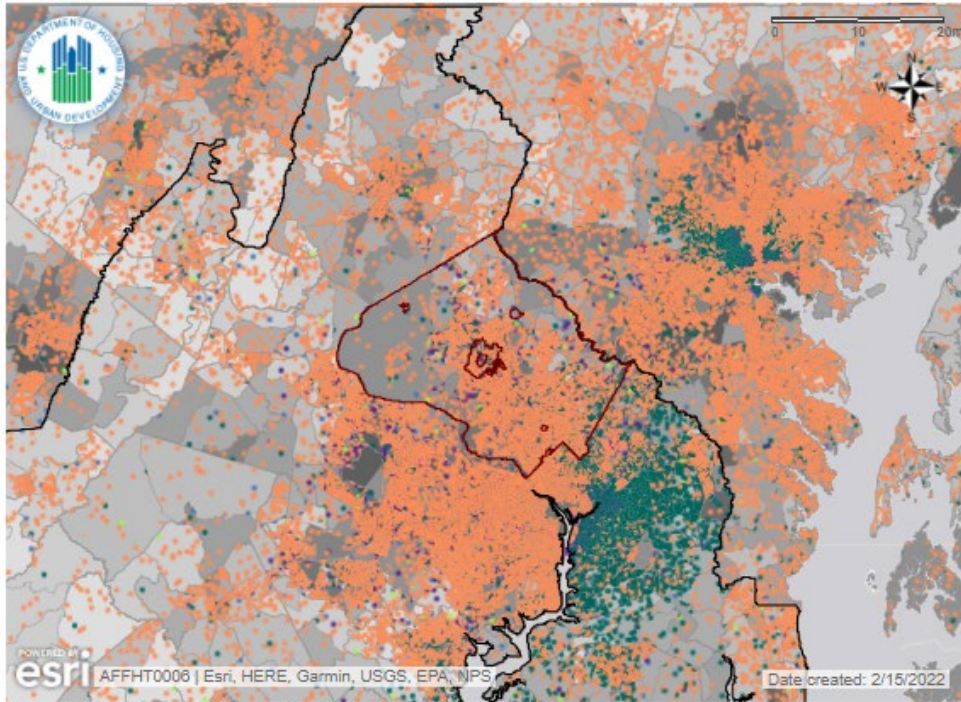 U.S. DEPARTMENT OF HOUSING
AND URBAN DEVELOPMENT
0 10 20m
N
W E
S
POWERED BY
esri
AFFHT0006 | Esri, HERE, Garmin, USGS, EPA, NPS
Date created: 2/15/2022